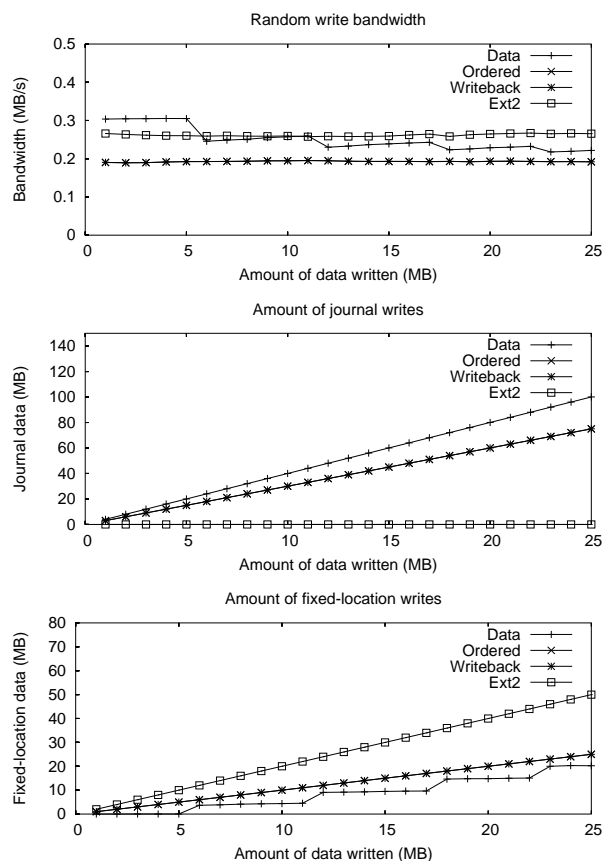 Random write bandwidth
0.5
0.4
0.3
0.2
0.1
0
Bandwidth (MB/s)
Data
Ordered
Writeback
Ext2
0 5 10 15 20 25
Amount of data written (MB)
Amount of journal writes
140
120
100
80
60
40
20
0
Journal data (MB)
Data
Ordered
Writeback
Ext2
0 5 10 15 20 25
Amount of data written (MB)
Amount of fixed-location writes
80
70
60
50
40
30
20
10
0
Fixed-location data (MB)
Data
Ordered
Writeback
Ext2
0 5 10 15 20 25
Amount of data written (MB)